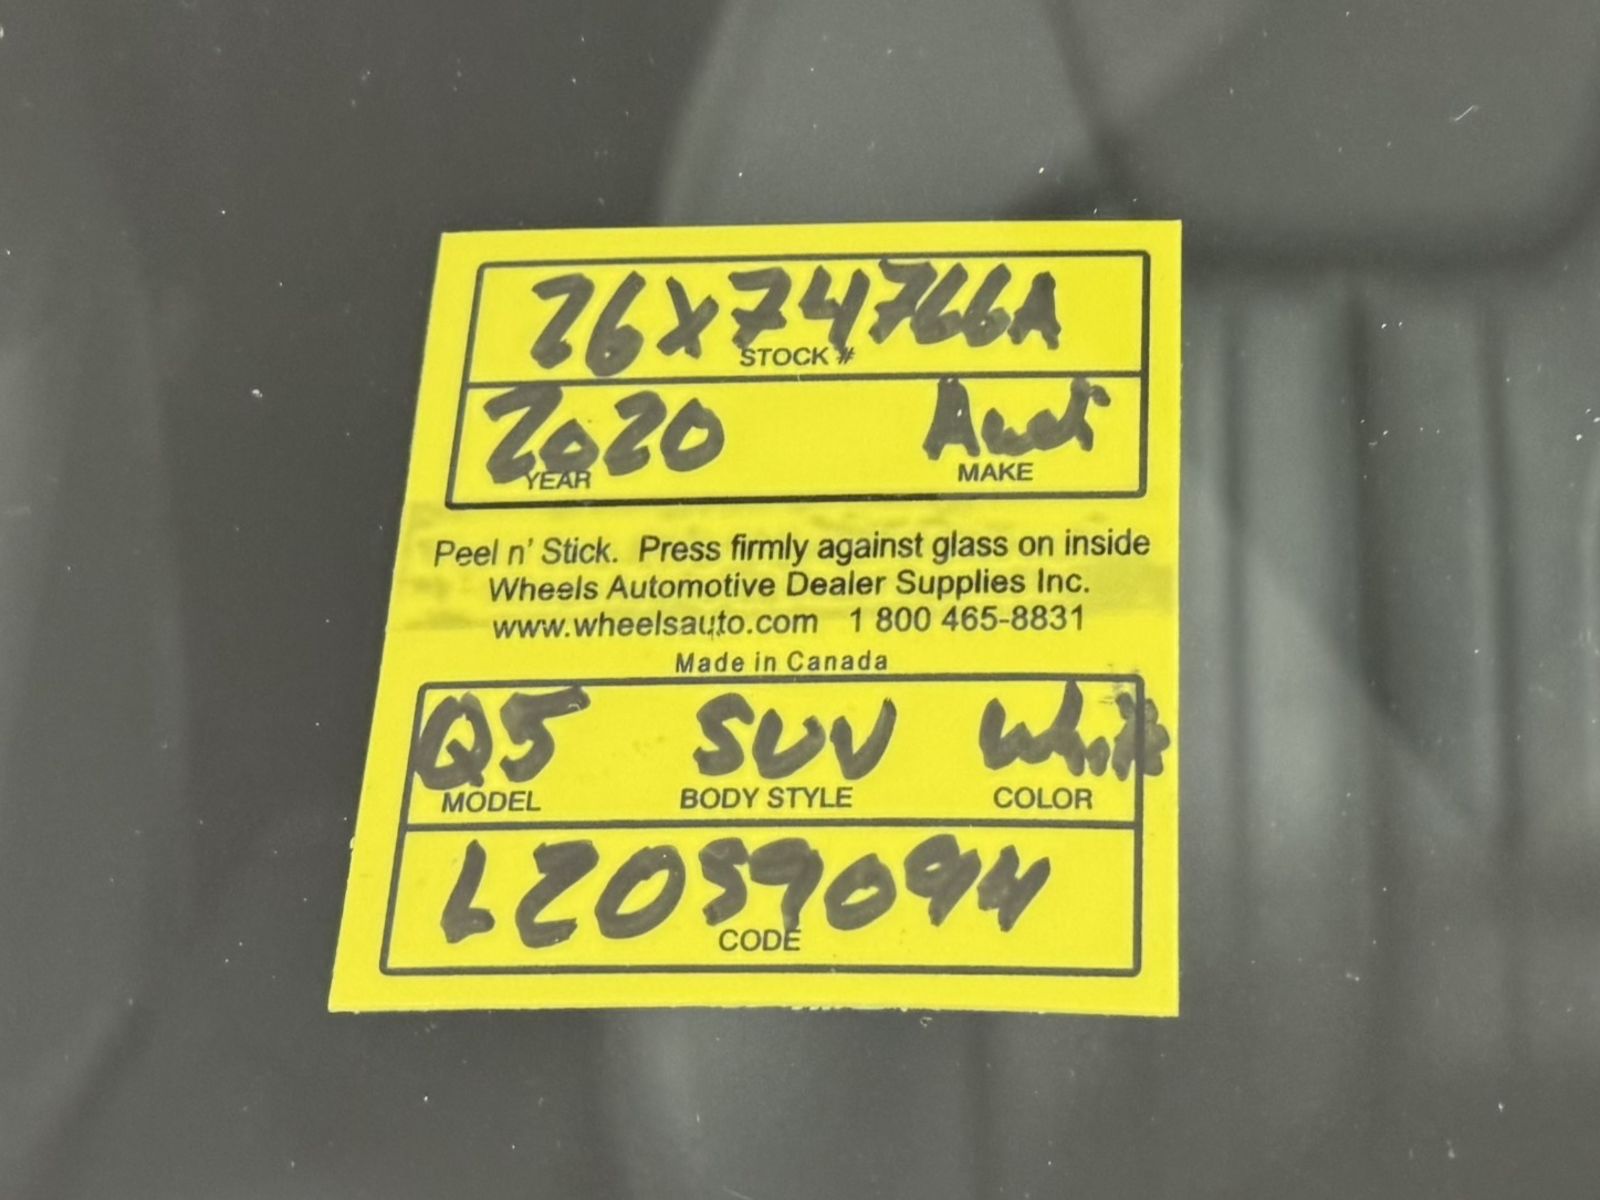 26X74766A
STOCK #
2020 Audi
YEAR MAKE
Peel n' Stick. Press firmly against glass on inside
Wheels Automotive Dealer Supplies Inc.
www.wheelsauto.com 1 800 465-8831
Made in Canada
Q5 SUV White
MODEL BODY STYLE COLOR
L2059094
CODE